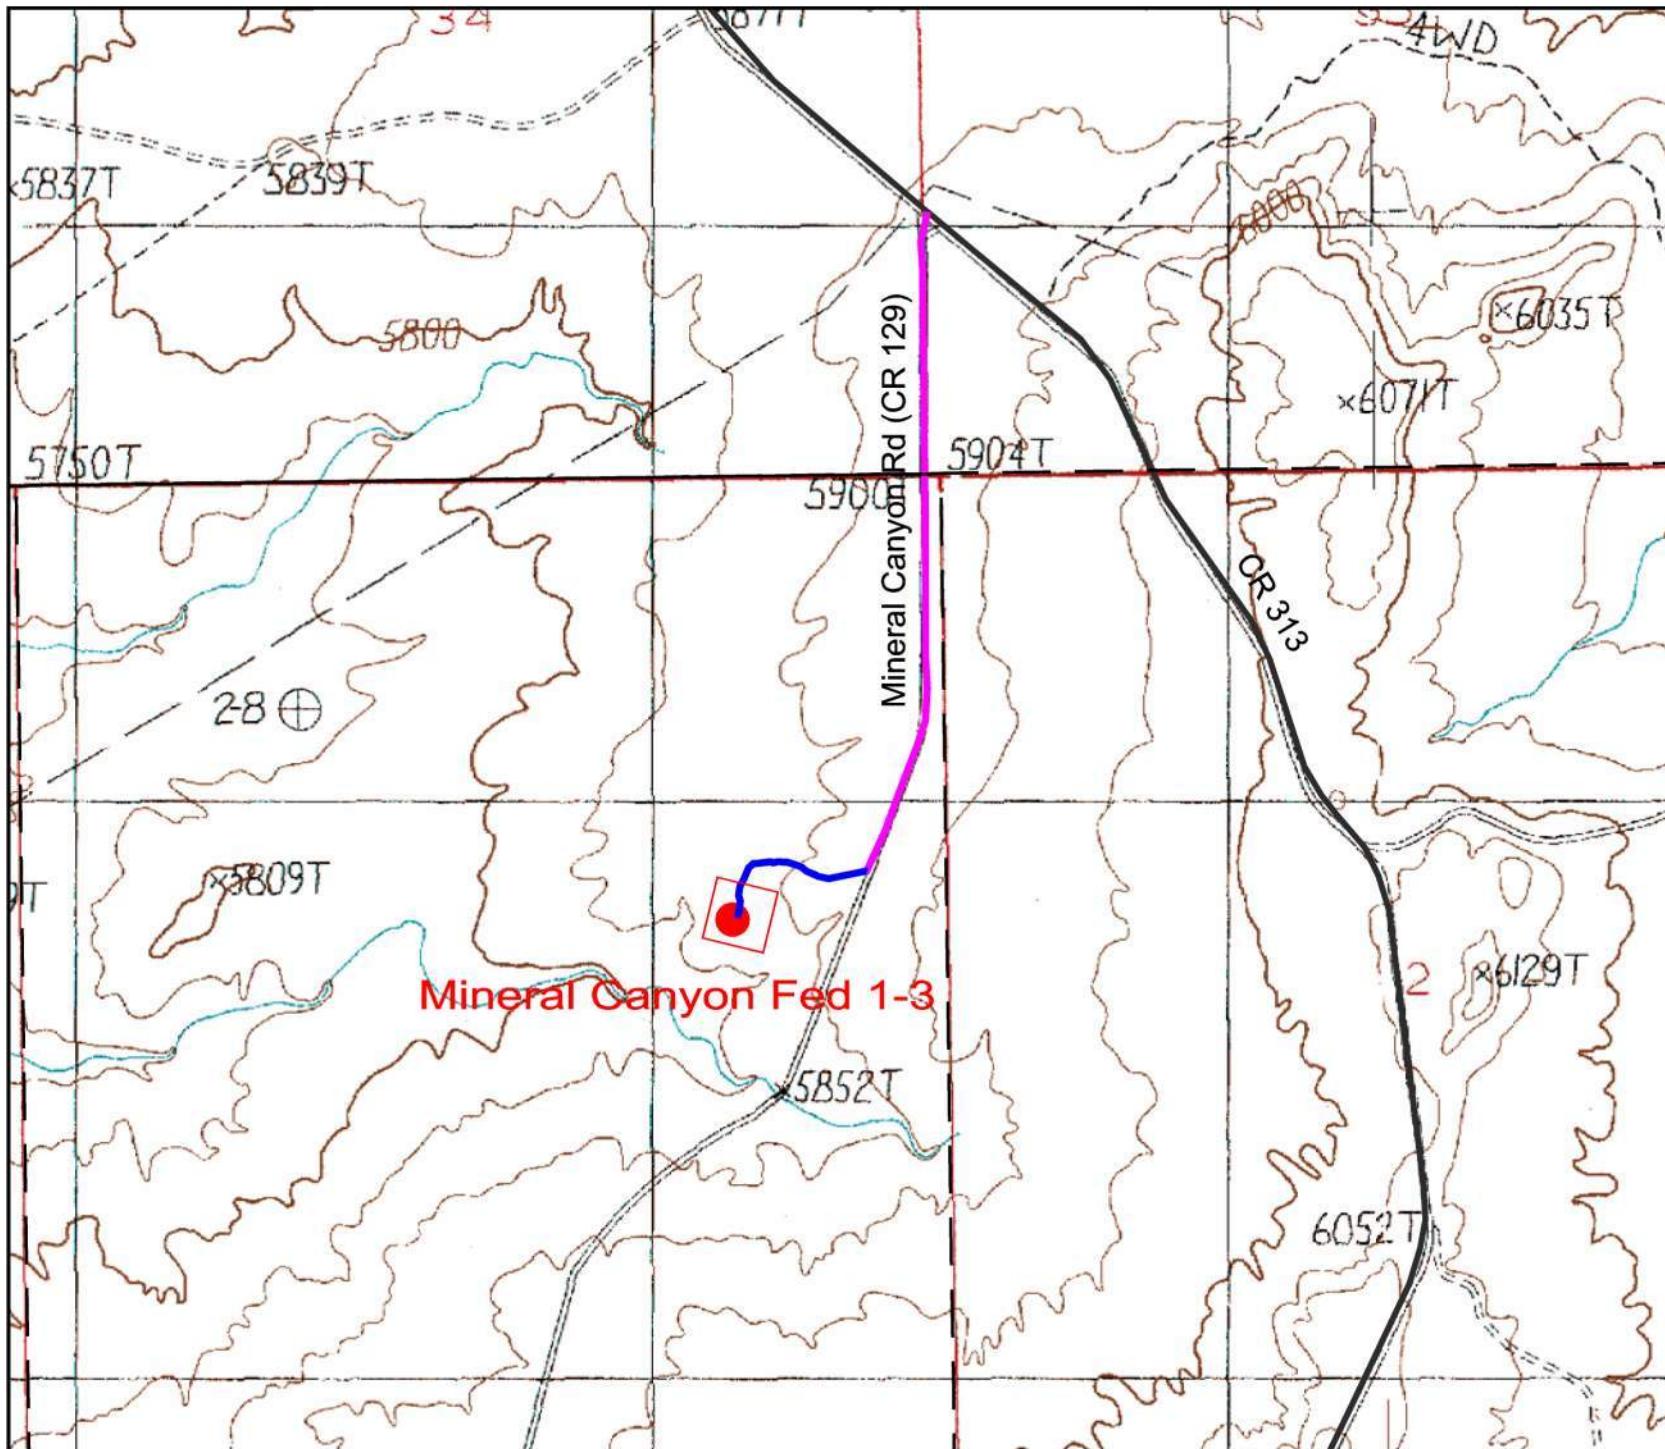 34
4WD
5837T
5839T
6000
5800
×6035T
×6071T
5750T
5904T
5900
Mineral Canyon Rd (CR 129)
CR 313
2-8
×5809T
Mineral Canyon Fed 1-3
2
×6129T
×5852T
6052T